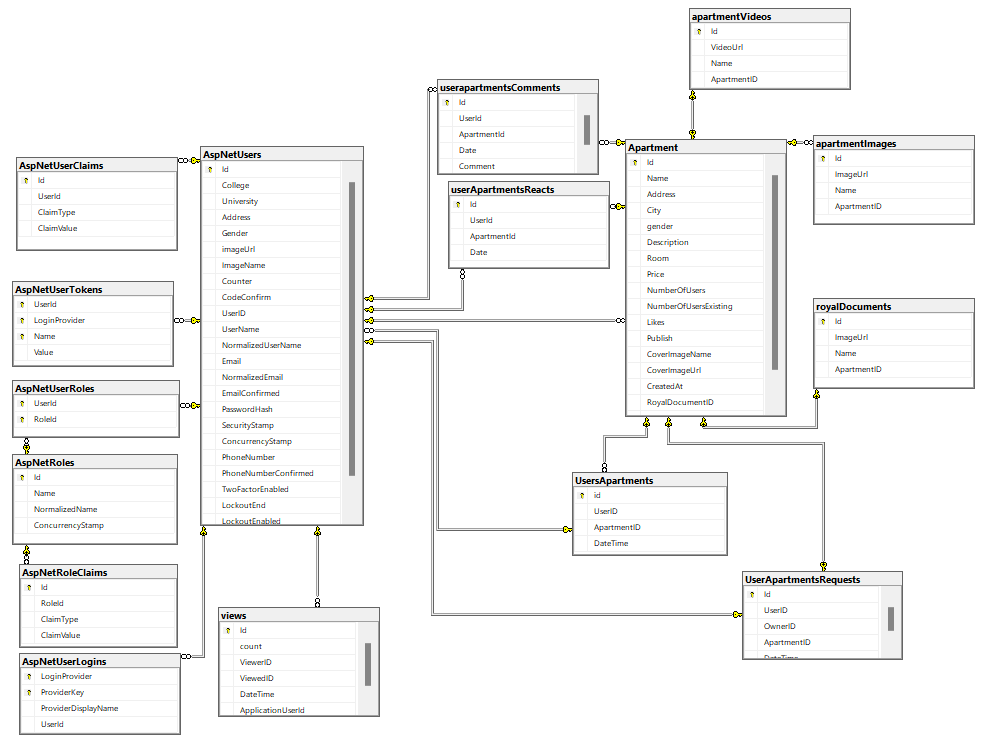 apartmentVideos
Id
VideoUrl
Name
ApartmentID
userapartmentsComments
Id
UserId
ApartmentId
Date
Comment
Apartment
Id
Name
Address
City
gender
Description
Room
Price
NumberOfUsers
NumberOfUsersExisting
Likes
Publish
CoverImageName
CoverImageUrl
CreatedAt
RoyalDocumentID
apartmentImages
Id
ImageUrl
Name
ApartmentID
AspNetUsers
Id
College
University
Address
Gender
imageUrl
ImageName
Counter
CodeConfirm
UserID
UserName
NormalizedUserName
Email
NormalizedEmail
EmailConfirmed
PasswordHash
SecurityStamp
ConcurrencyStamp
PhoneNumber
PhoneNumberConfirmed
TwoFactorEnabled
LockoutEnd
LockoutEnabled
AspNetUserClaims
Id
UserId
ClaimType
ClaimValue
userApartmentsReacts
Id
UserId
ApartmentId
Date
AspNetUserTokens
UserId
LoginProvider
Name
Value
royalDocuments
Id
ImageUrl
Name
ApartmentID
AspNetUserRoles
UserId
RoleId
AspNetRoles
Id
Name
NormalizedName
ConcurrencyStamp
UsersApartments
id
UserID
ApartmentID
DateTime
AspNetRoleClaims
Id
RoleId
ClaimType
ClaimValue
UserApartmentsRequests
Id
UserID
OwnerID
ApartmentID
DateTime
views
Id
count
ViewerID
ViewedID
DateTime
ApplicationUserId
AspNetUserLogins
LoginProvider
ProviderKey
ProviderDisplayName
UserId